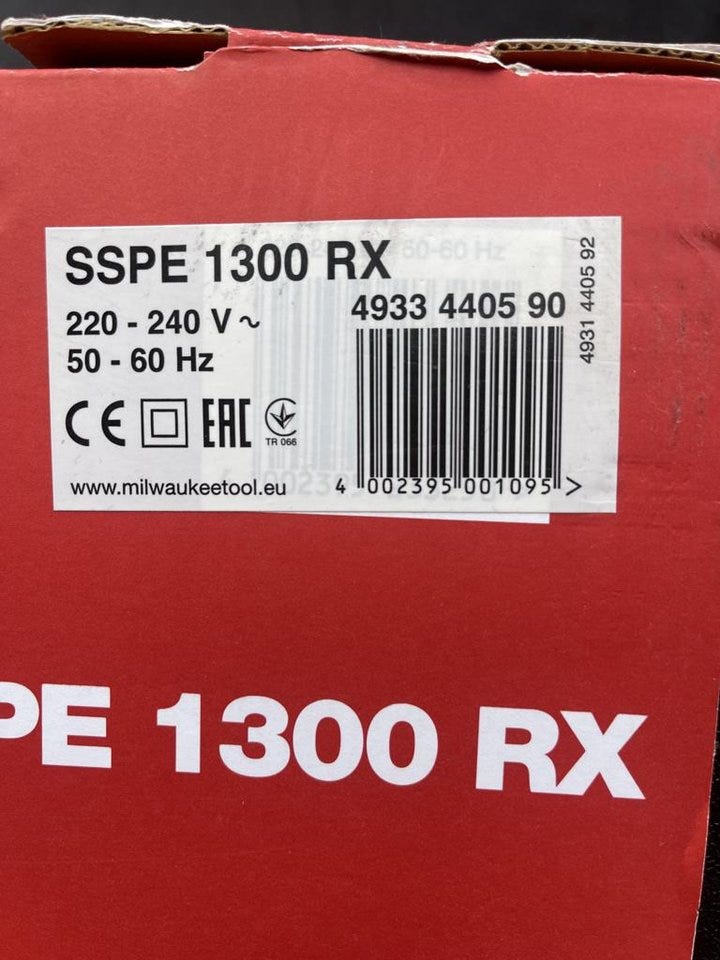 SSPE 1300 RX
220 - 240 V ~
50 - 60 Hz
4933 4405 90
4931 4405 92
CE EAC
TR 066
www.milwaukeetool.eu
4 002395 001095 >
PE 1300 RX